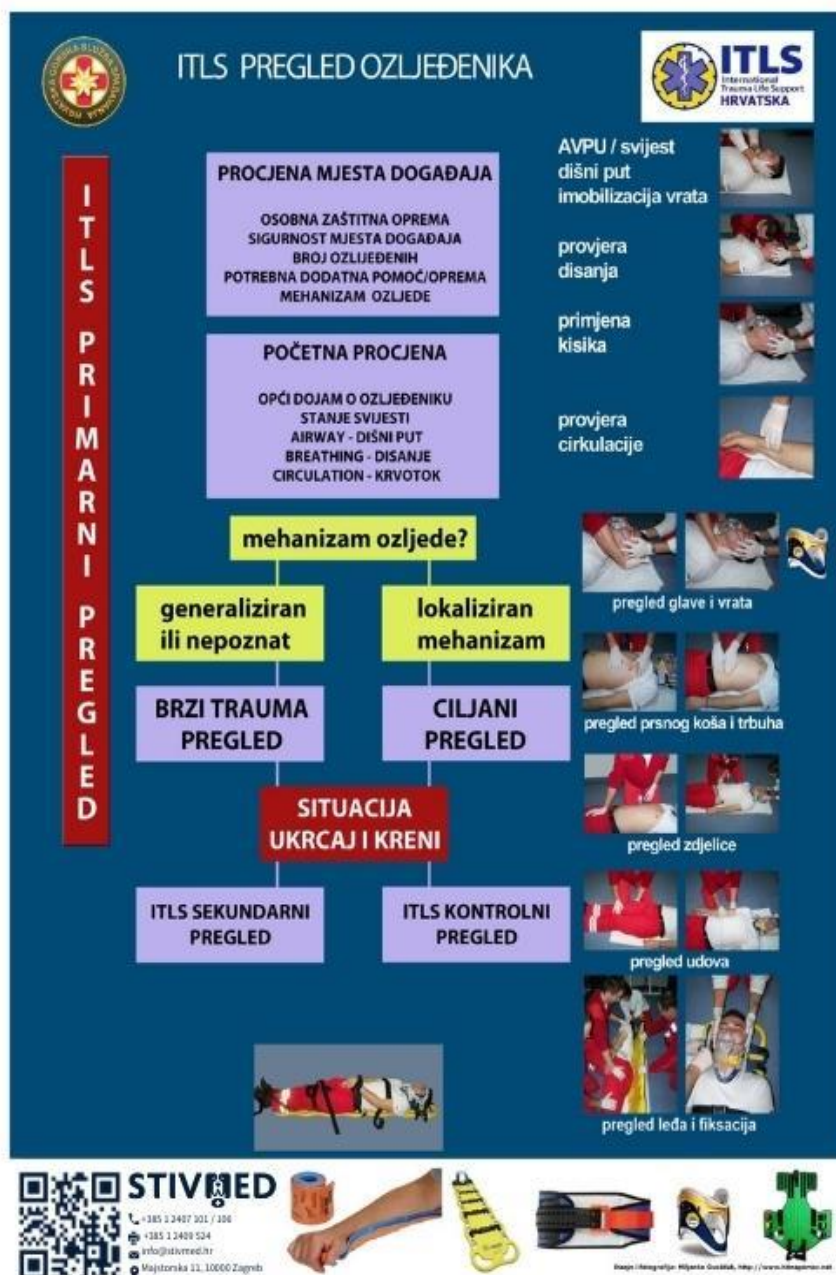 ITLS PREGLED OZLJEĐENIKA
HRVATSKA GORSKA SLUŽBA SPAŠAVANJA
ITLS
International
Trauma Life Support
HRVATSKA
ITLS PRIMARNI PREGLED
PROCJENA MJESTA DOGAĐAJA
OSOBNA ZAŠTITNA OPREMA
SIGURNOST MJESTA DOGAĐAJA
BROJ OZLIJEĐENIH
POTREBNA DODATNA POMOĆ/OPREMA
MEHANIZAM OZLJEDE
POČETNA PROCJENA
OPĆI DOJAM O OZLJEĐENIKU
STANJE SVIJESTI
AIRWAY - DIŠNI PUT
BREATHING - DISANJE
CIRCULATION - KRVOTOK
mehanizam ozljede?
generaliziran
ili nepoznat
lokaliziran
mehanizam
BRZI TRAUMA
PREGLED
CILJANI
PREGLED
SITUACIJA
UKRCAJ I KRENI
ITLS SEKUNDARNI
PREGLED
ITLS KONTROLNI
PREGLED
AVPU / svijest
dišni put
imobilizacija vrata
provjera
disanja
primjena
kisika
provjera
cirkulacije
pregled glave i vrata
pregled prsnog koša i trbuha
pregled zdjelice
pregled udova
pregled leđa i fiksacija
STIVMED
+385 1 2407 101 / 100
+385 1 2409 524
info@stivmed.hr
Majstorska 11, 10000 Zagreb